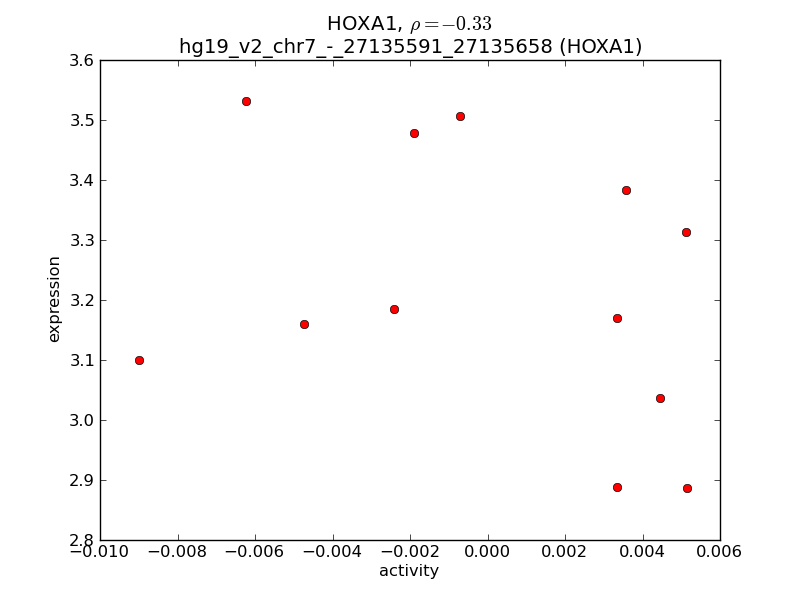 HOXA1, ρ = −0.33
hg19_v2_chr7_-_27135591_27135658 (HOXA1)
3.6
3.5
3.4
3.3
3.2
3.1
3.0
2.9
2.8
expression
−0.010 −0.008 −0.006 −0.004 −0.002 0.000 0.002 0.004 0.006
activity